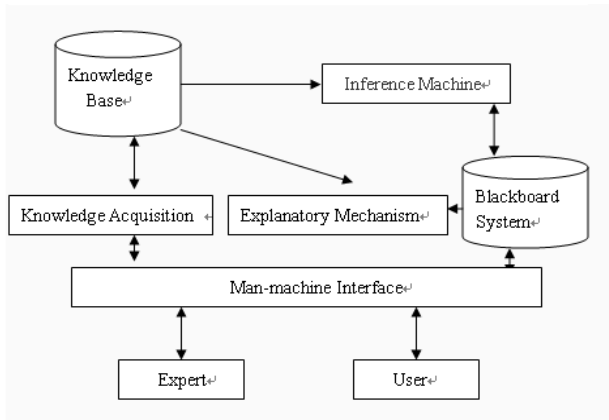 Knowledge
Base↵
Inference Machine↵
Knowledge Acquisition ↵
Explanatory Mechanism↵
Blackboard
System↵
Man-machine Interface↵
Expert↵
User↵